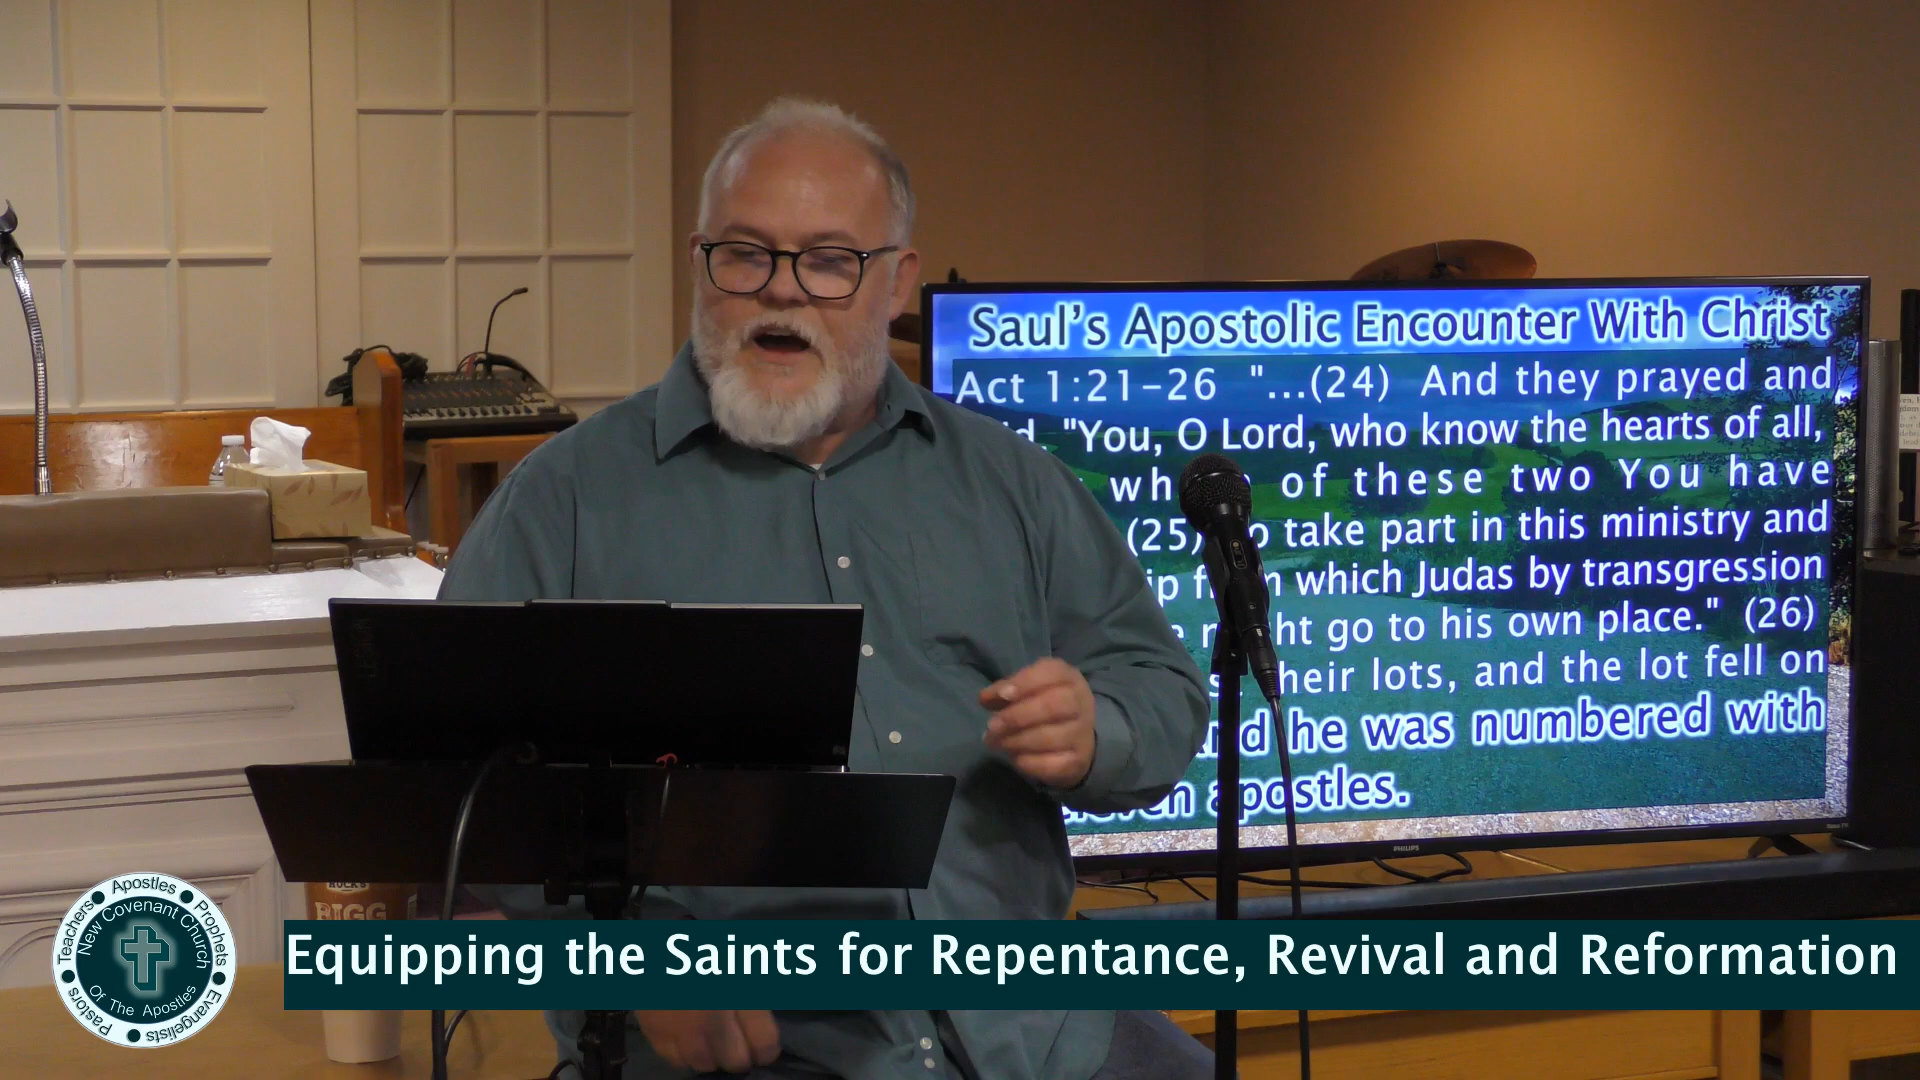 Saul's Apostolic Encounter With Christ
Act 1:21-26 "...(24) And they prayed and
"You, O Lord, who know the hearts of all,
of these two You have
(25) take part in this ministry and
which Judas by transgression
go to his own place." (26)
their lots, and the lot fell on
and he was numbered with
apostles.
PHILIPS
BIGG
Equipping the Saints for Repentance, Revival and Reformation
Apostles • Prophets • Evangelists • Pastors • Teachers
New Covenant Church
Of The Apostles